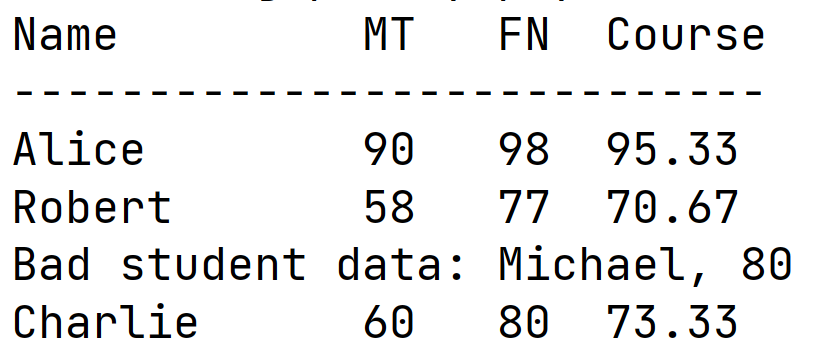 Name         MT   FN  Course
----------------------------
Alice        90   98  95.33
Robert       58   77  70.67
Bad student data: Michael, 80
Charlie      60   80  73.33